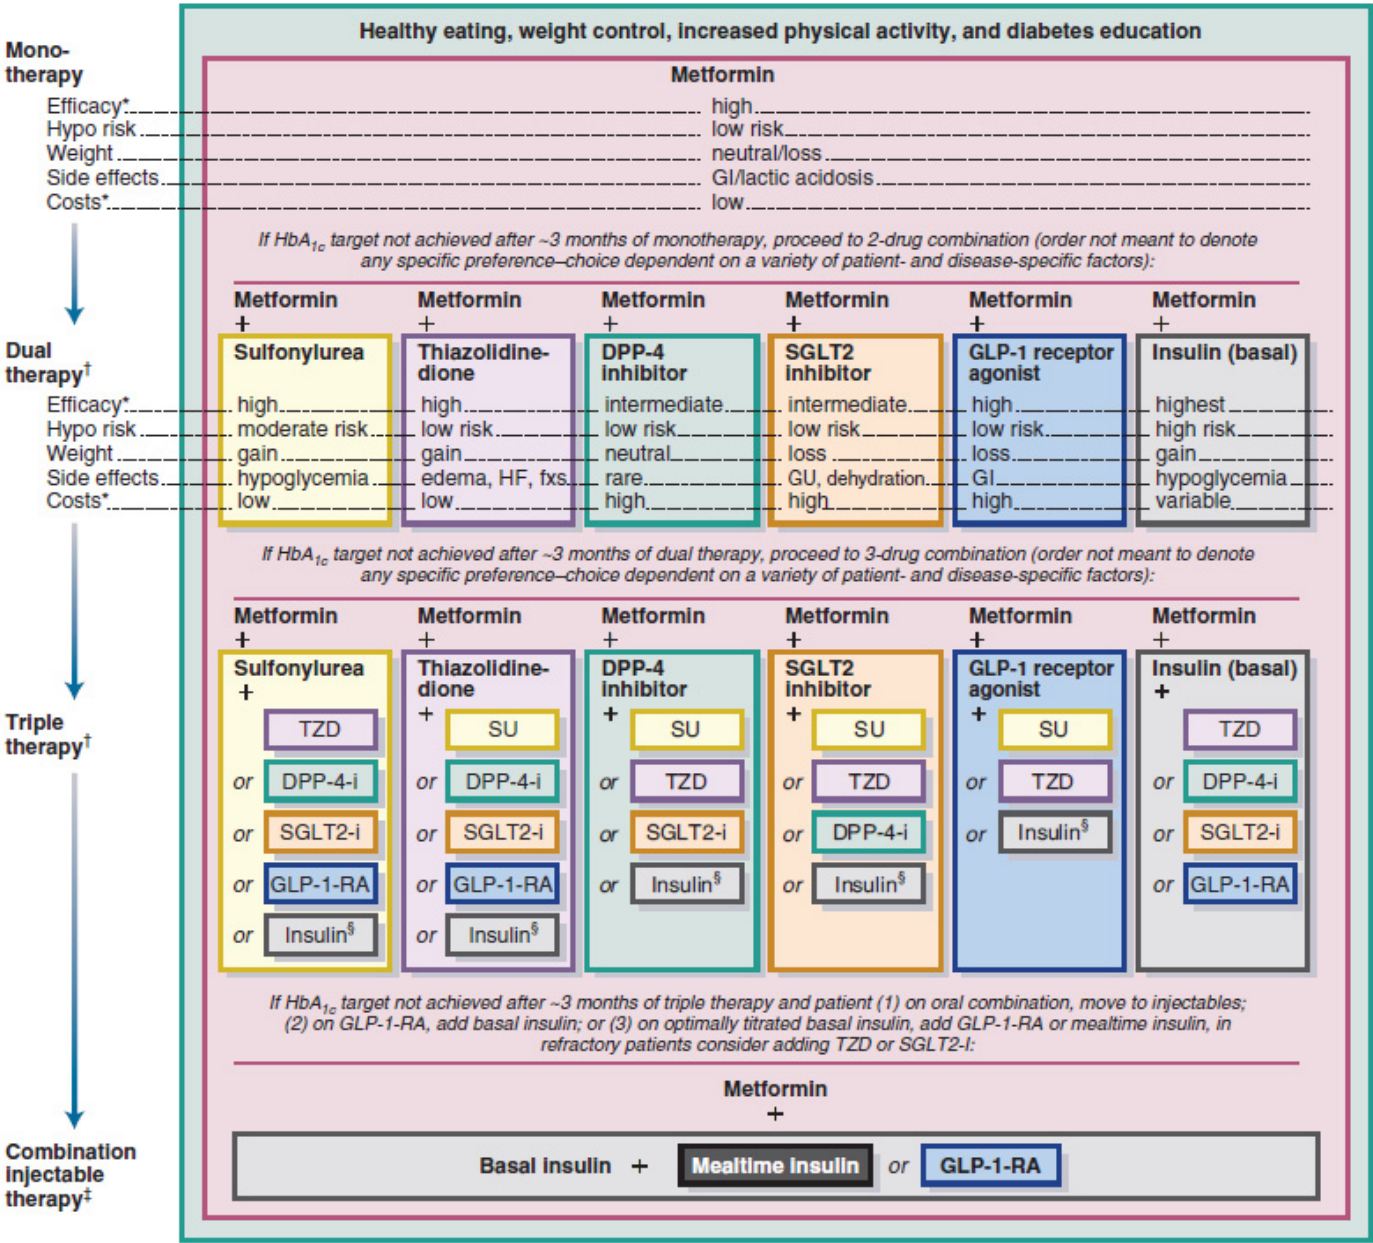 Healthy eating, weight control, increased physical activity, and diabetes education
Mono-
therapy
Metformin
Efficacy* high
Hypo risk low risk
Weight neutral/loss
Side effects GI/lactic acidosis
Costs* low
If HbA1c target not achieved after ~3 months of monotherapy, proceed to 2-drug combination (order not meant to denote
any specific preference–choice dependent on a variety of patient- and disease-specific factors):
Metformin Metformin Metformin Metformin Metformin Metformin
+ + + + + +
Dual
therapy†
Sulfonylurea Thiazolidine- DPP-4 SGLT2 GLP-1 receptor Insulin (basal)
dione inhibitor inhibitor agonist
Efficacy* high high intermediate intermediate high highest
Hypo risk moderate risk low risk low risk low risk low risk high risk
Weight gain gain neutral loss loss gain
Side effects hypoglycemia edema, HF, fxs rare GU, dehydration GI hypoglycemia
Costs* low low high high high variable
If HbA1c target not achieved after ~3 months of dual therapy, proceed to 3-drug combination (order not meant to denote
any specific preference–choice dependent on a variety of patient- and disease-specific factors):
Metformin Metformin Metformin Metformin Metformin Metformin
+ + + + + +
Sulfonylurea Thiazolidine- DPP-4 SGLT2 GLP-1 receptor Insulin (basal)
dione inhibitor inhibitor agonist
+ + + + + +
Triple
therapy†
TZD SU SU SU SU TZD
or DPP-4-i or DPP-4-i or TZD or TZD or TZD or DPP-4-i
or SGLT2-i or SGLT2-i or SGLT2-i or DPP-4-i or Insulin§ or SGLT2-i
or GLP-1-RA or GLP-1-RA or Insulin§ or Insulin§ or GLP-1-RA
or Insulin§ or Insulin§
If HbA1c target not achieved after ~3 months of triple therapy and patient (1) on oral combination, move to injectables;
(2) on GLP-1-RA, add basal insulin; or (3) on optimally titrated basal insulin, add GLP-1-RA or mealtime insulin, in
refractory patients consider adding TZD or SGLT2-I:
Metformin
+
Combination
injectable
therapy‡
Basal insulin + Mealtime Insulin or GLP-1-RA